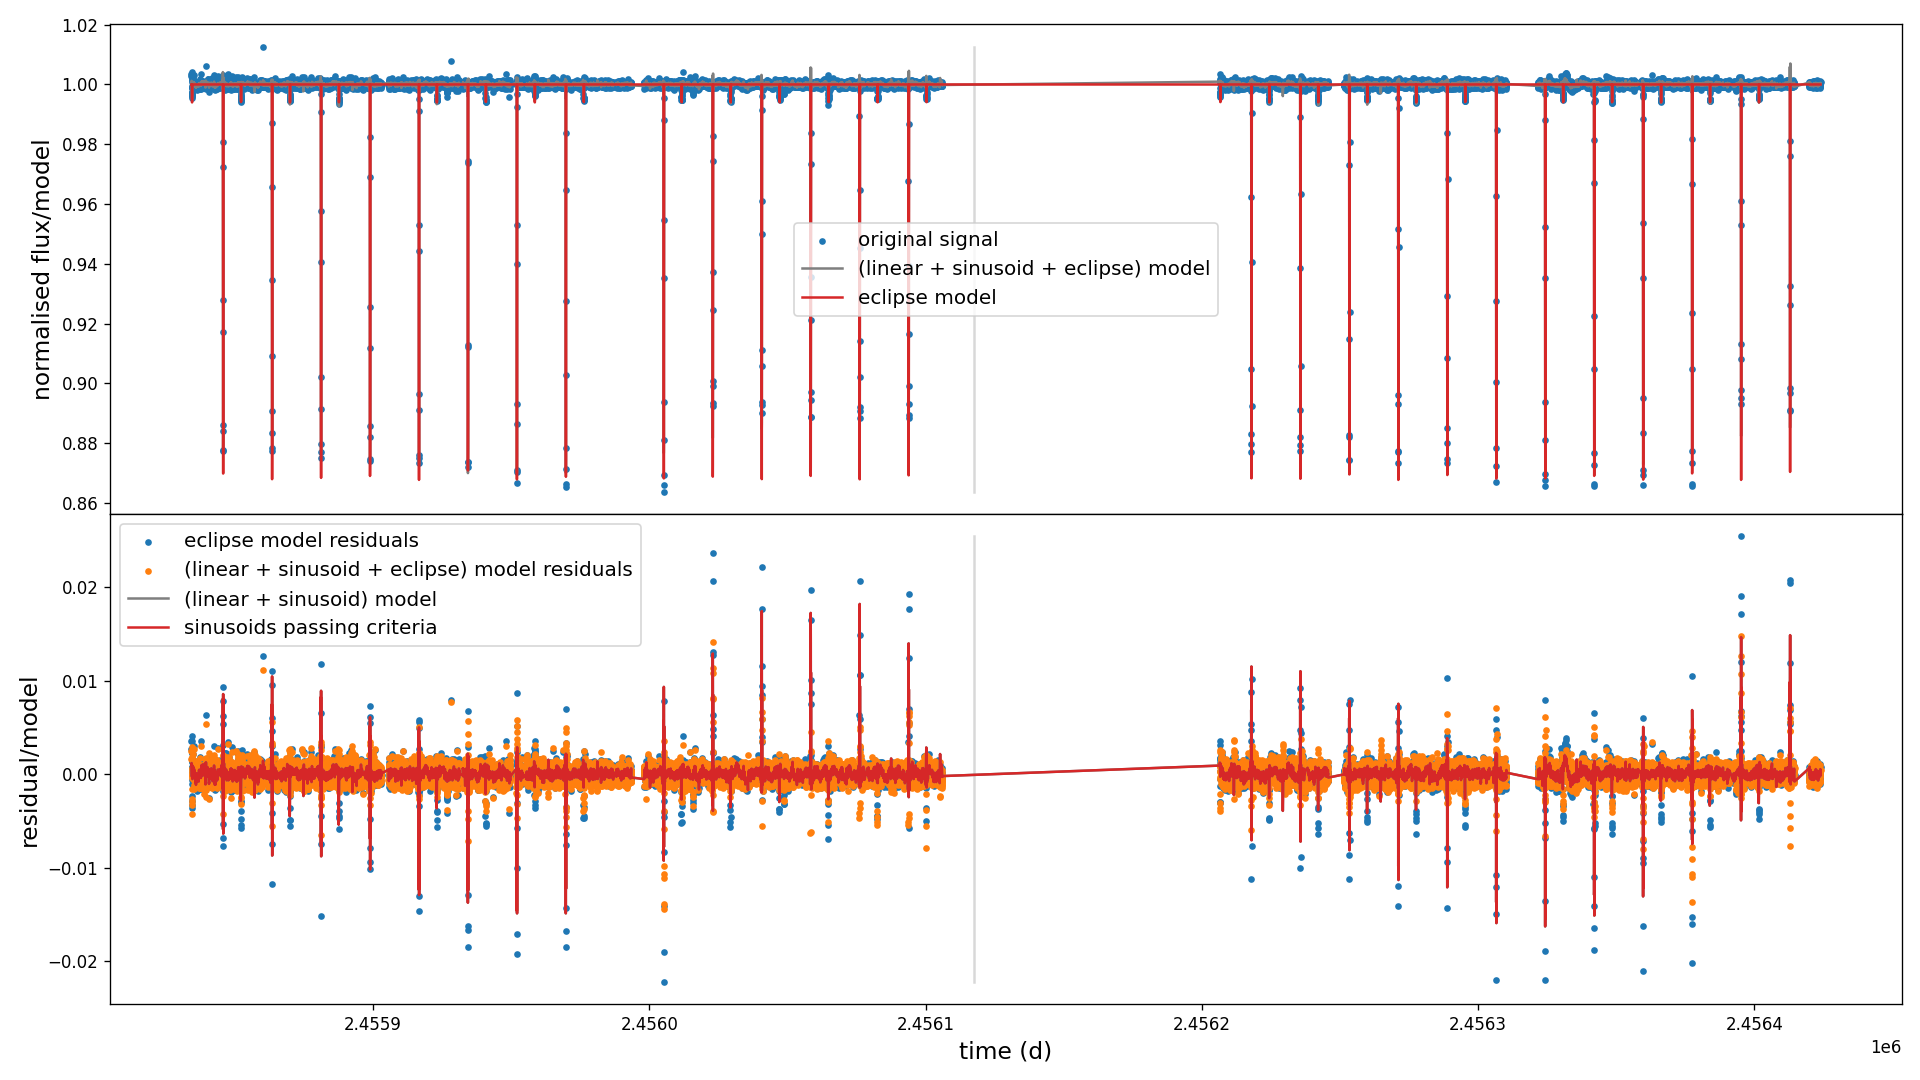 1.02
1.00
0.98
0.96
0.94
0.92
0.90
0.88
0.86
normalised flux/model
original signal
(linear + sinusoid + eclipse) model
eclipse model
0.02
0.01
0.00
−0.01
−0.02
residual/model
eclipse model residuals
(linear + sinusoid + eclipse) model residuals
(linear + sinusoid) model
sinusoids passing criteria
2.4559
2.4560
2.4561
2.4562
2.4563
2.4564
time (d)
1e6